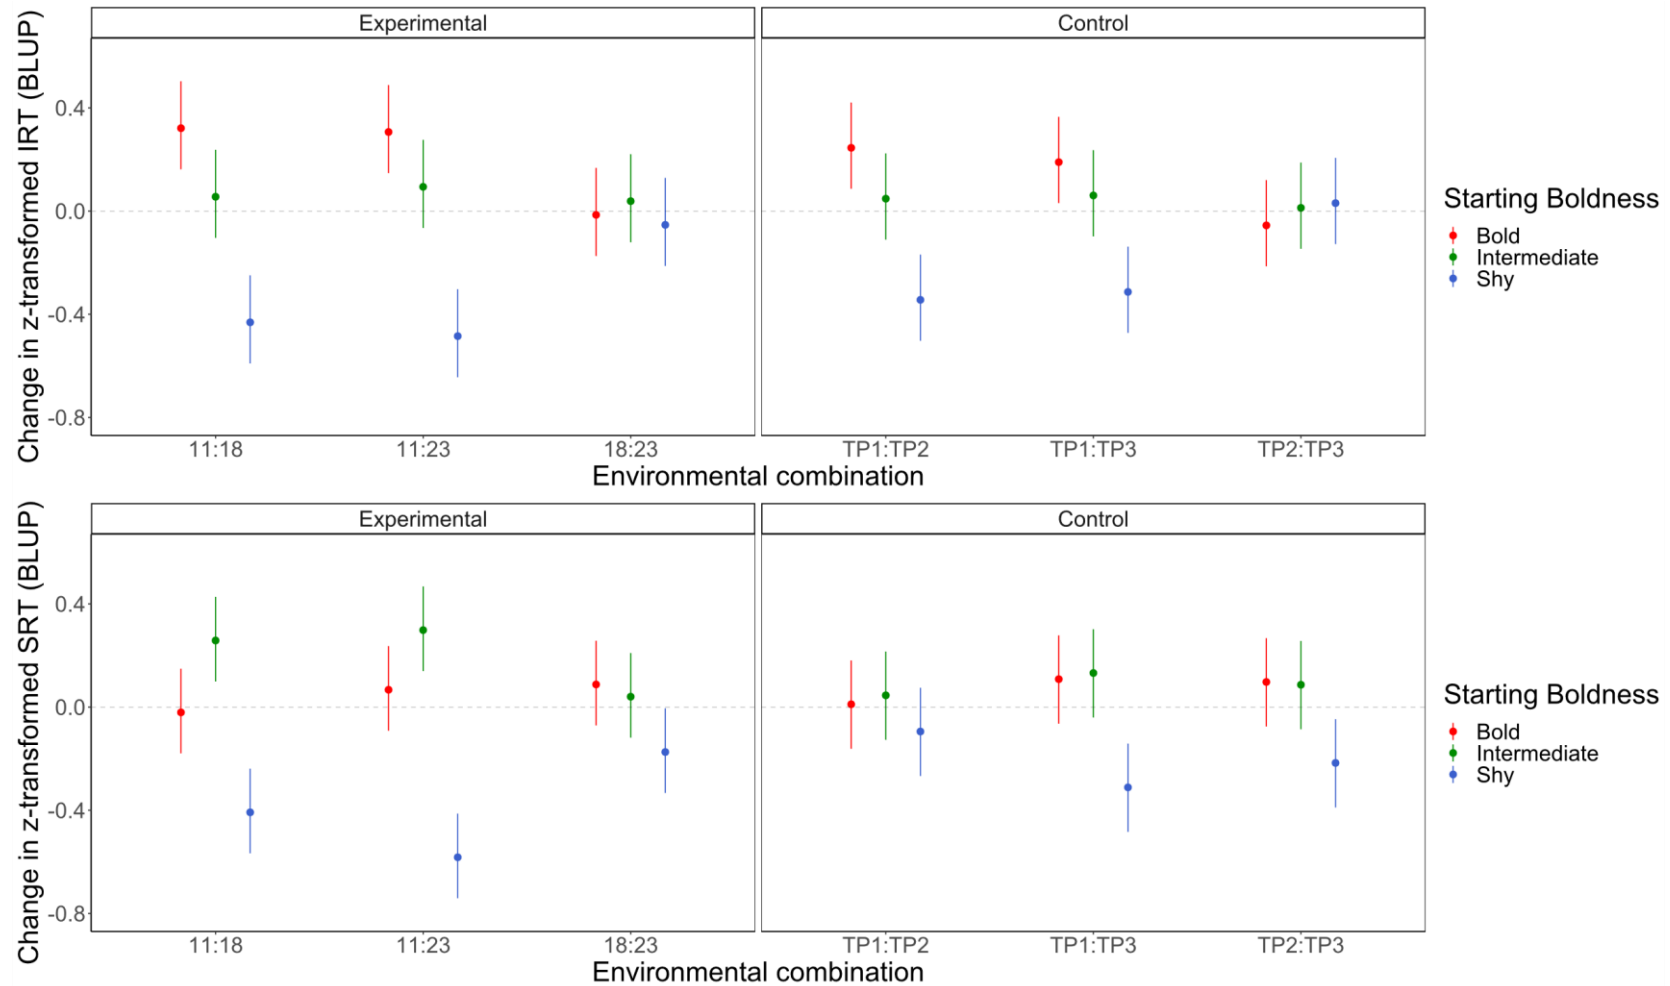 Experimental
Control
Change in z-transformed IRT (BLUP)
0.4
0.0
-0.4
-0.8
11:18
11:23
18:23
TP1:TP2
TP1:TP3
TP2:TP3
Environmental combination
Starting Boldness
Bold
Intermediate
Shy
Experimental
Control
Change in z-transformed SRT (BLUP)
0.4
0.0
-0.4
-0.8
11:18
11:23
18:23
TP1:TP2
TP1:TP3
TP2:TP3
Environmental combination
Starting Boldness
Bold
Intermediate
Shy